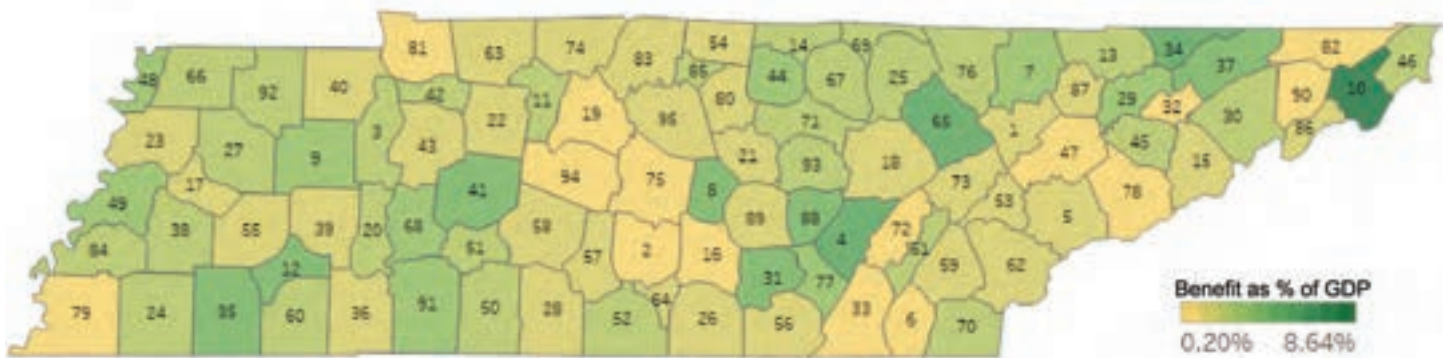 81 63 74 83 54 14 69 76 7 13 34 37 82 46
48 66 92 40 42 11 85 80 44 67 25 87 29 32 90 10
23 27 9 3 43 22 19 95 21 71 93 18 65 1 47 45 30 86
49 17 41 94 75 8 89 88 73 53 5 78 15
84 38 55 39 20 68 51 58 57 2 16 31 4 72 61 59 62
79 24 35 12 60 36 91 50 28 52 64 26 56 77 33 6 70
Benefit as % of GDP
0.20% 8.64%